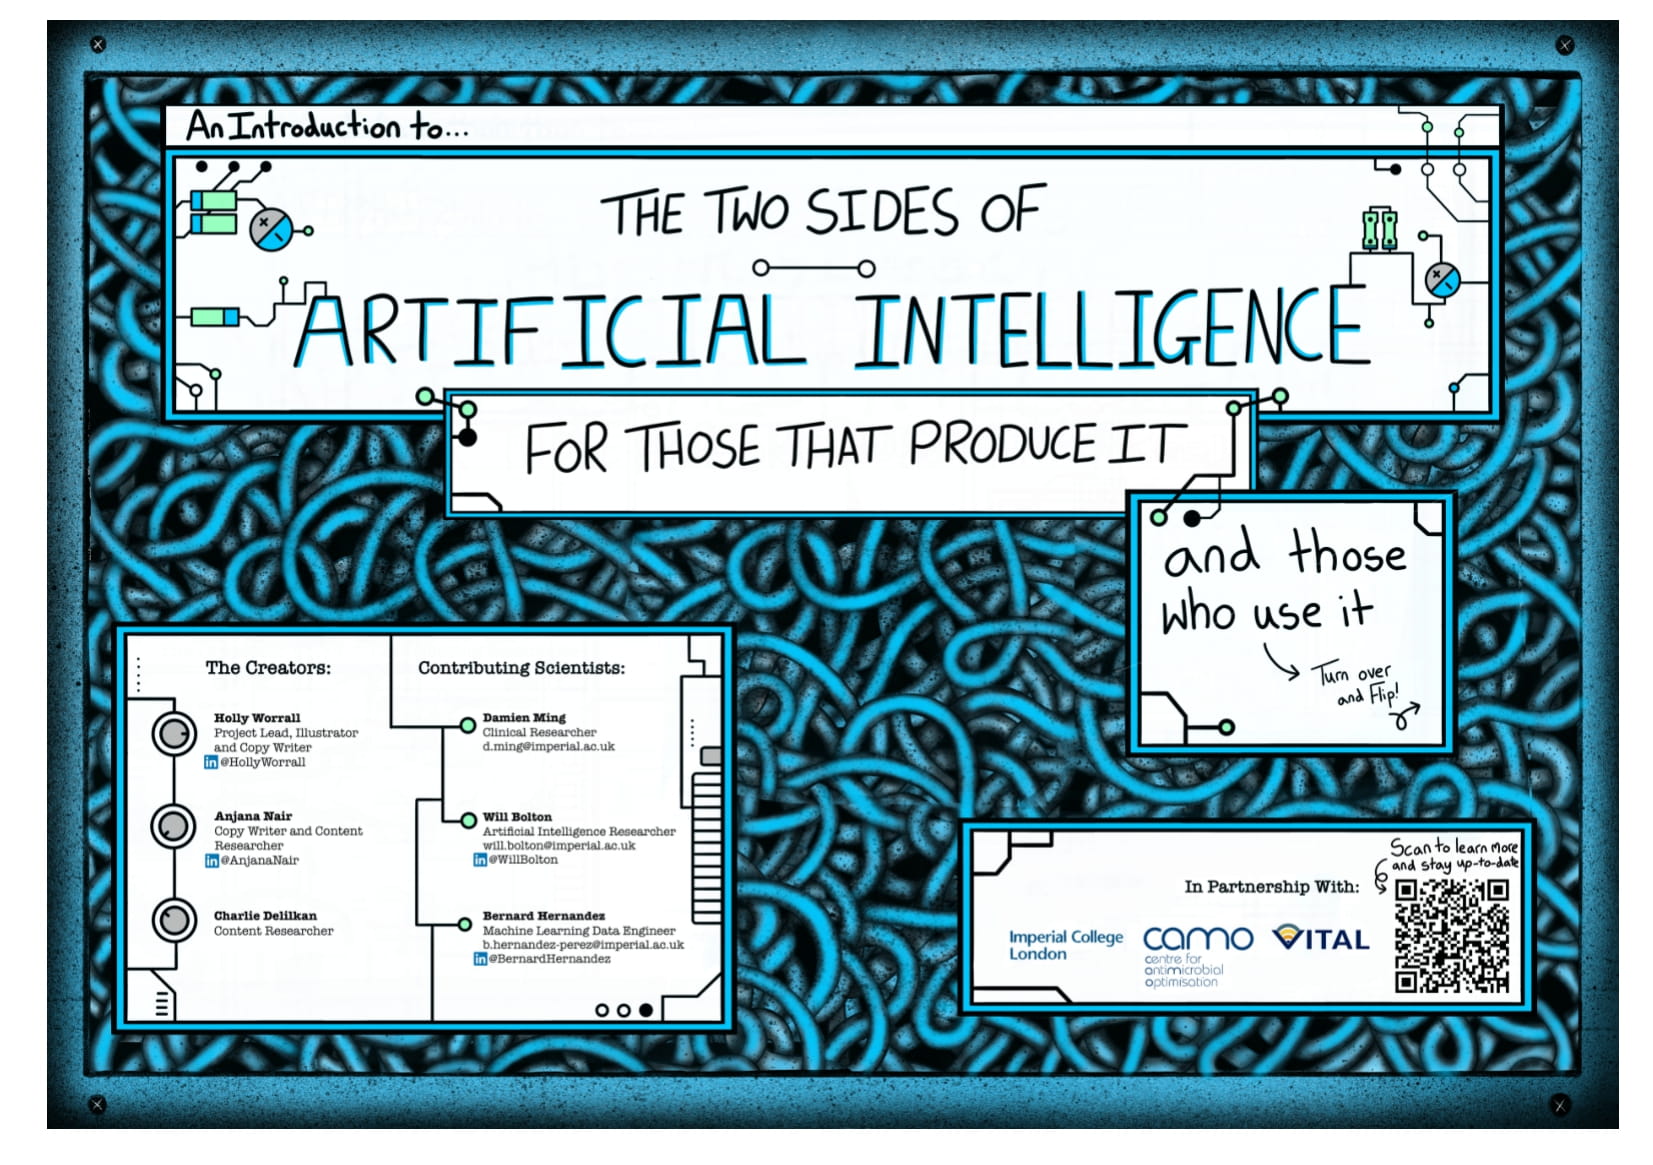 An Introduction to...
THE TWO SIDES OF
ARTIFICIAL INTELLIGENCE
FOR THOSE THAT PRODUCE IT
and those
who use it
Turn over
and Flip!
The Creators:
Holly Worrall
Project Lead, Illustrator
and Copy Writer
in @HollyWorrall
Anjana Nair
Copy Writer and Content
Researcher
in @AnjanaNair
Charlie Delilkan
Content Researcher
Contributing Scientists:
Damien Ming
Clinical Researcher
d.ming@imperial.ac.uk
Will Bolton
Artificial Intelligence Researcher
will.bolton@imperial.ac.uk
in @WillBolton
Bernard Hernandez
Machine Learning Data Engineer
b.hernandez-perez@imperial.ac.uk
in @BernardHernandez
Scan to learn more
and stay up-to-date
In Partnership With:
Imperial College
London
camo
centre for
antimicrobial
optimisation
VITAL